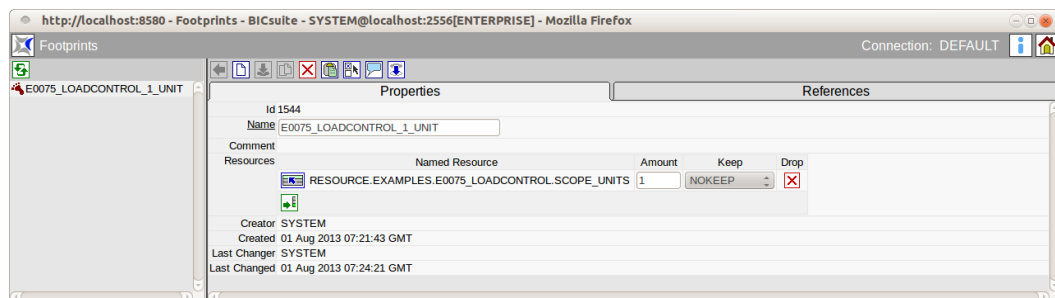 http://localhost:8580 - Footprints - BICsuite - SYSTEM@localhost:2556[ENTERPRISE] - Mozilla Firefox
Footprints
Connection: DEFAULT
E0075_LOADCONTROL_1_UNIT
Properties
References
Id 1544
Name E0075_LOADCONTROL_1_UNIT
Comment
Resources Named Resource Amount Keep Drop
RESOURCE.EXAMPLES.E0075_LOADCONTROL.SCOPE_UNITS 1 NOKEEP
Creator SYSTEM
Created 01 Aug 2013 07:21:43 GMT
Last Changer SYSTEM
Last Changed 01 Aug 2013 07:24:21 GMT